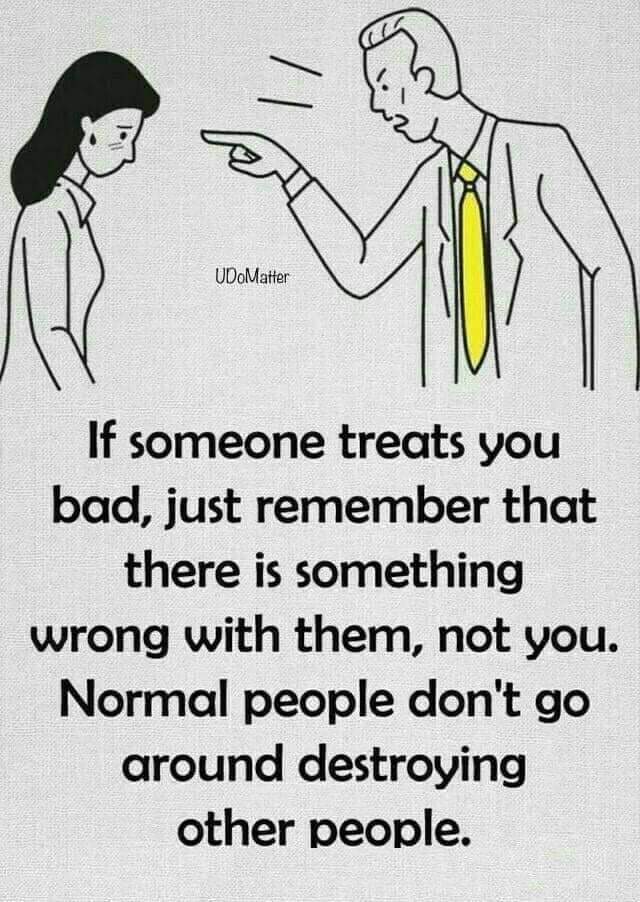 UDoMatter
If someone treats you
bad, just remember that
there is something
wrong with them, not you.
Normal people don't go
around destroying
other people.